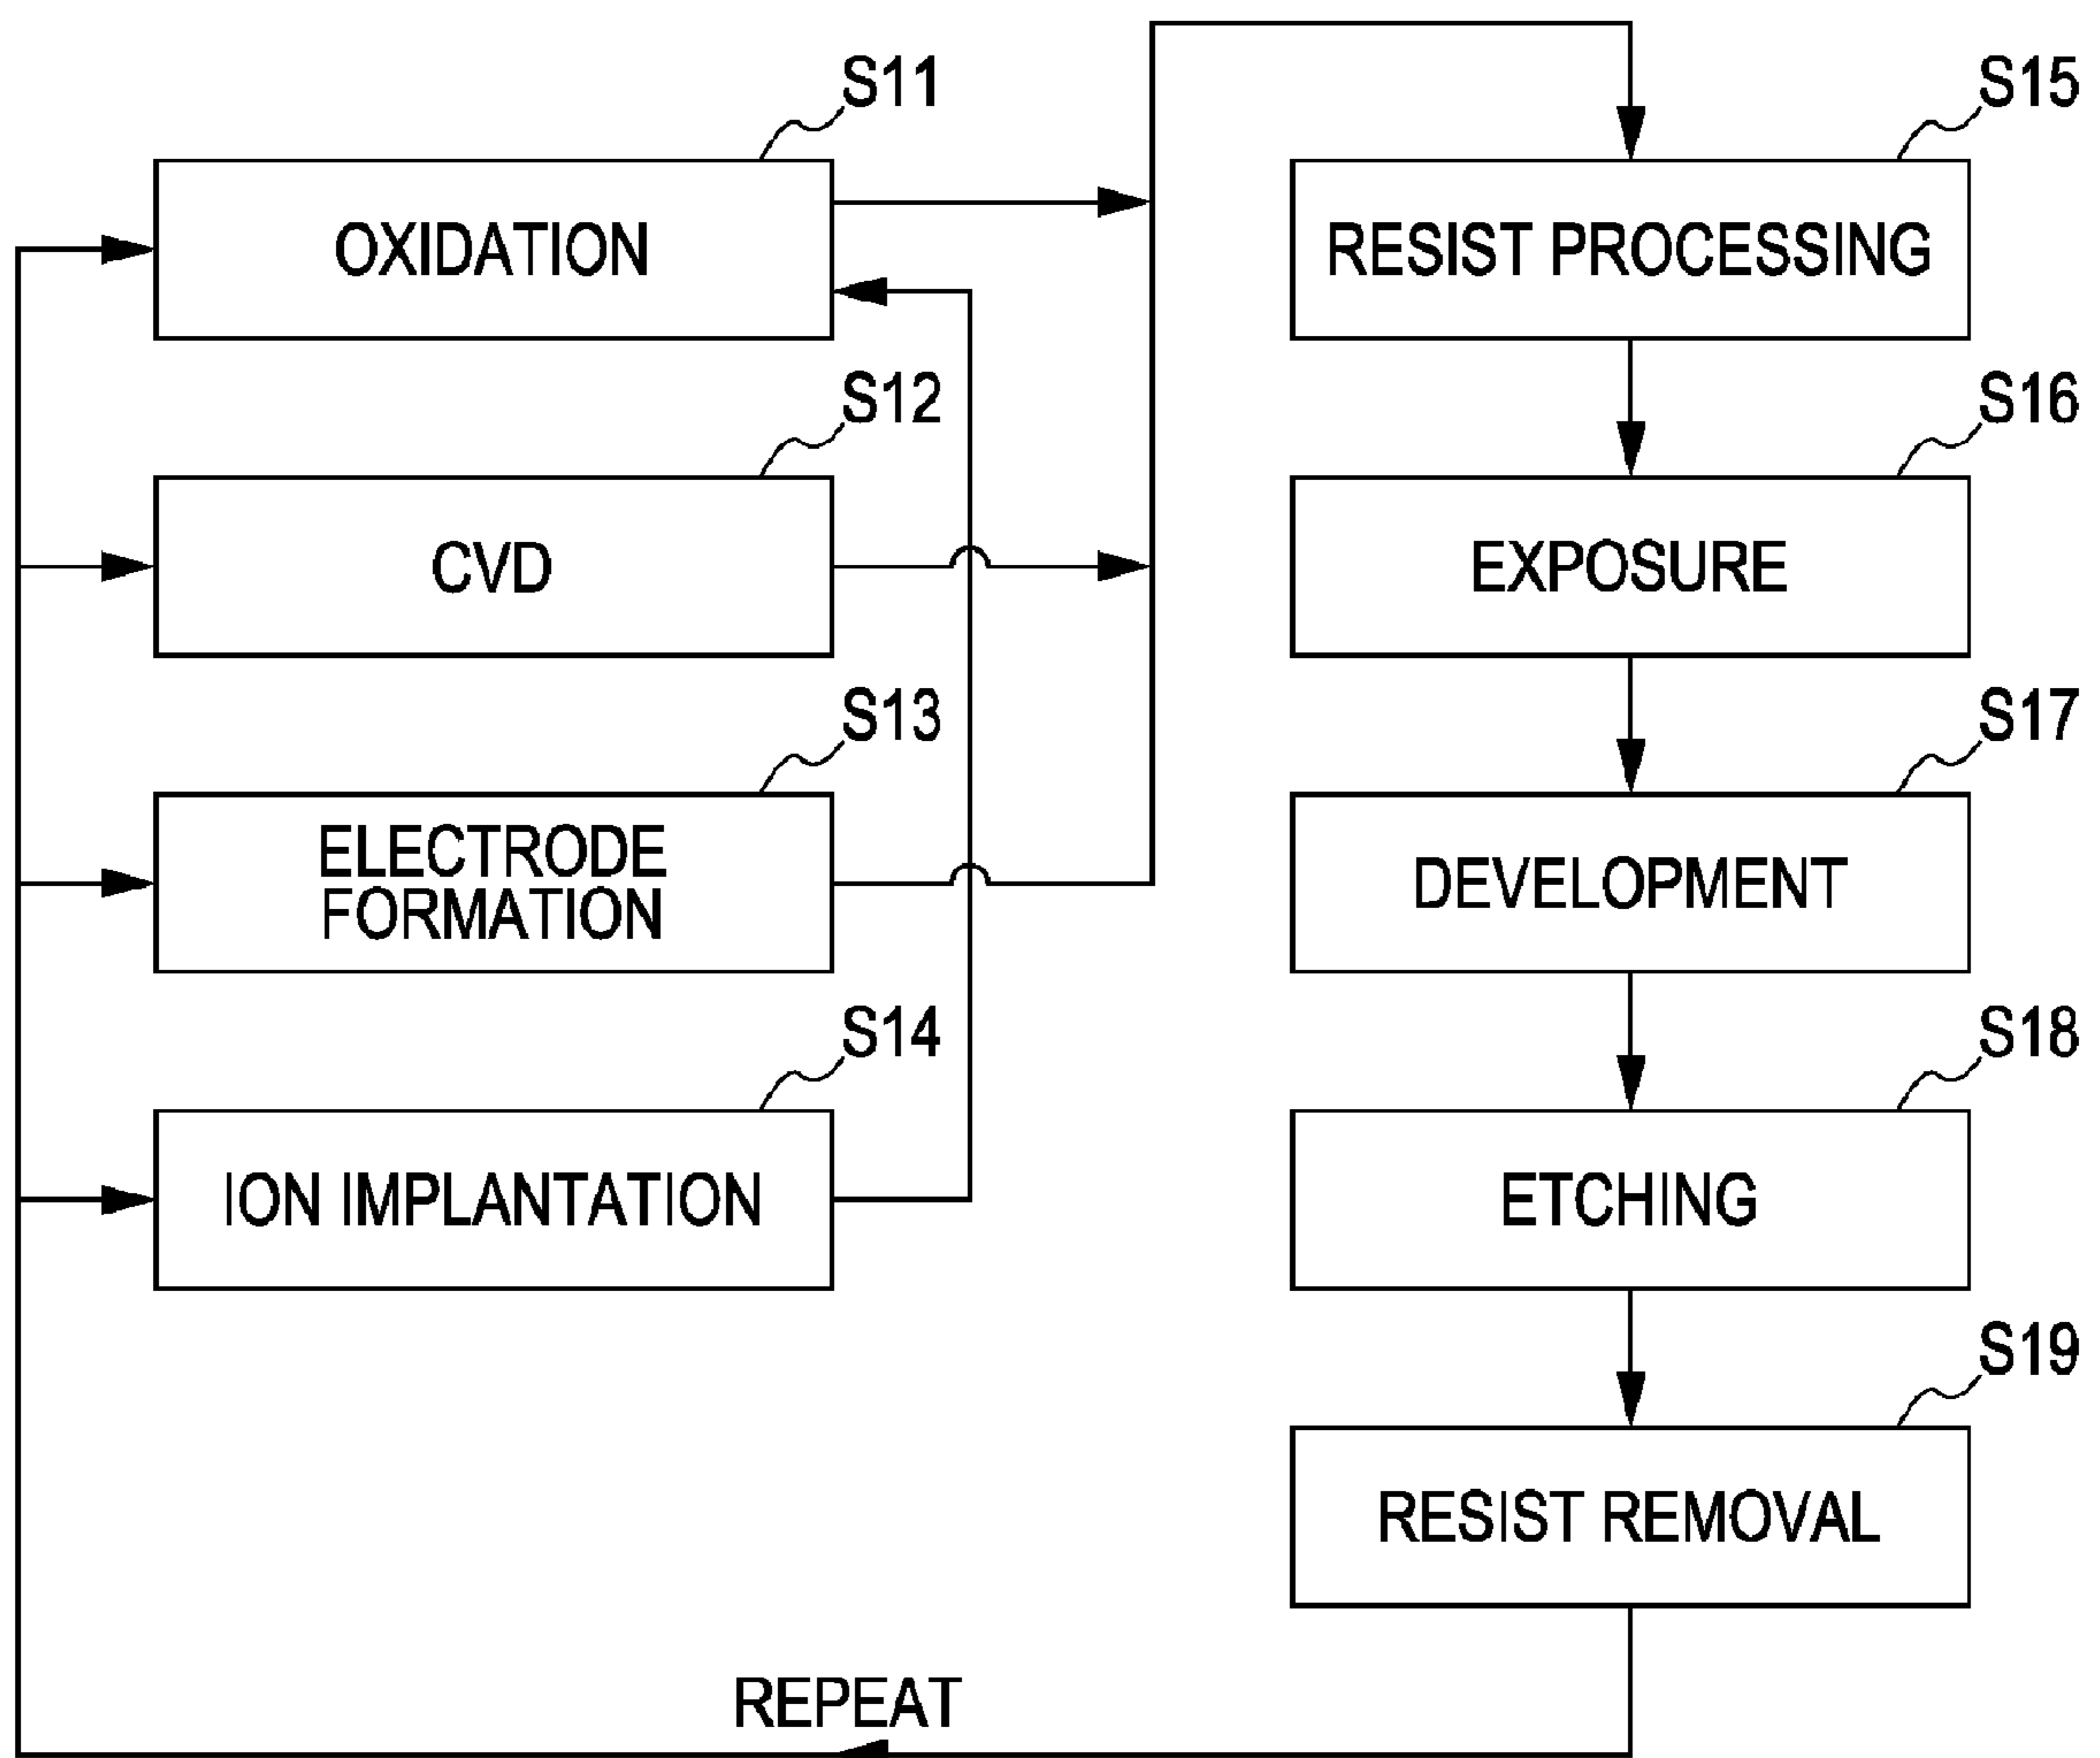 S11
OXIDATION
S12
CVD
S13
ELECTRODE
FORMATION
S14
ION IMPLANTATION
S15
RESIST PROCESSING
S16
EXPOSURE
S17
DEVELOPMENT
S18
ETCHING
S19
RESIST REMOVAL
REPEAT